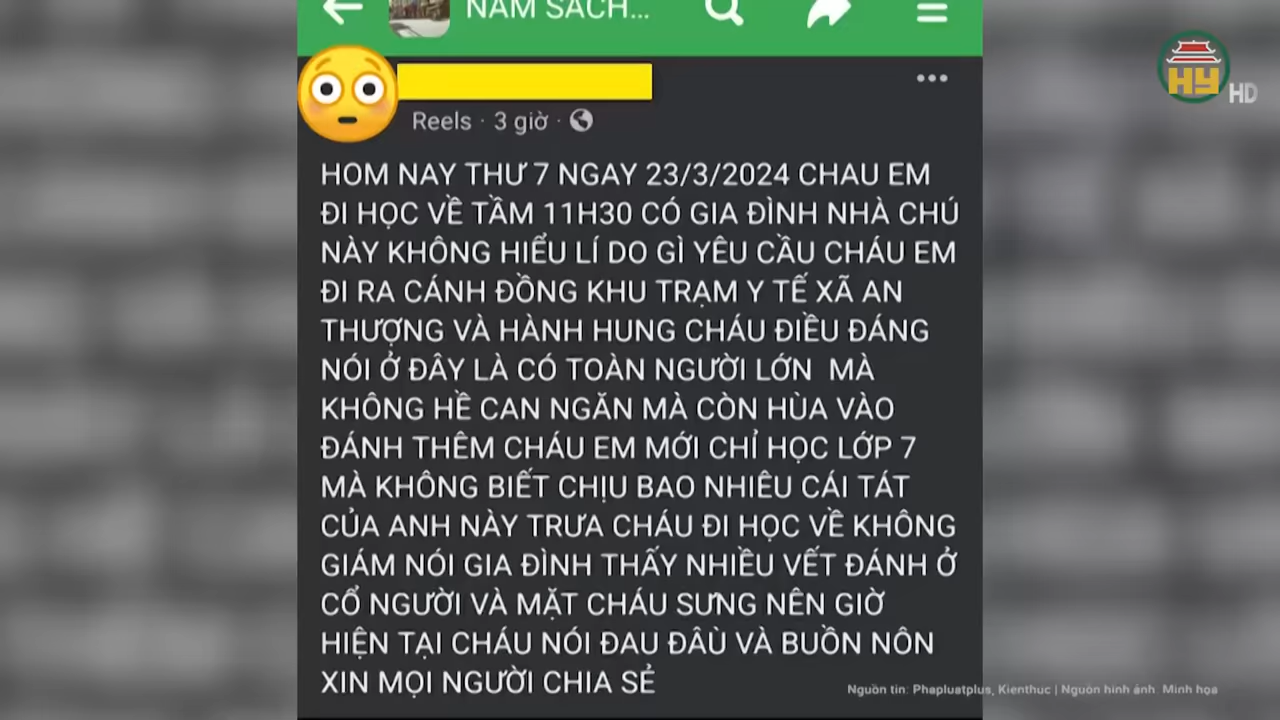 NAM SACH...
HY HD
Reels · 3 giờ ·
HOM NAY THƯ 7 NGAY 23/3/2024 CHAU EM
ĐI HỌC VỀ TẦM 11H30 CÓ GIA ĐÌNH NHÀ CHÚ
NÀY KHÔNG HIỂU LÍ DO GÌ YÊU CẦU CHÁU EM
ĐI RA CÁNH ĐỒNG KHU TRẠM Y TẾ XÃ AN
THƯỢNG VÀ HÀNH HUNG CHÁU ĐIỀU ĐÁNG
NÓI Ở ĐÂY LÀ CÓ TOÀN NGƯỜI LỚN MÀ
KHÔNG HỀ CAN NGĂN MÀ CÒN HÙA VÀO
ĐÁNH THÊM CHÁU EM MỚI CHỈ HỌC LỚP 7
MÀ KHÔNG BIẾT CHỊU BAO NHIÊU CÁI TÁT
CỦA ANH NÀY TRƯA CHÁU ĐI HỌC VỀ KHÔNG
GIÁM NÓI GIA ĐÌNH THẤY NHIỀU VẾT ĐÁNH Ở
CỔ NGƯỜI VÀ MẶT CHÁU SƯNG NÊN GIỜ
HIỆN TẠI CHÁU NÓI ĐAU ĐÂÙ VÀ BUỒN NÔN
XIN MỌI NGƯỜI CHIA SẺ
Nguồn tin: Phapluatplus, Kienthuc | Nguồn hình ảnh: Minh họa